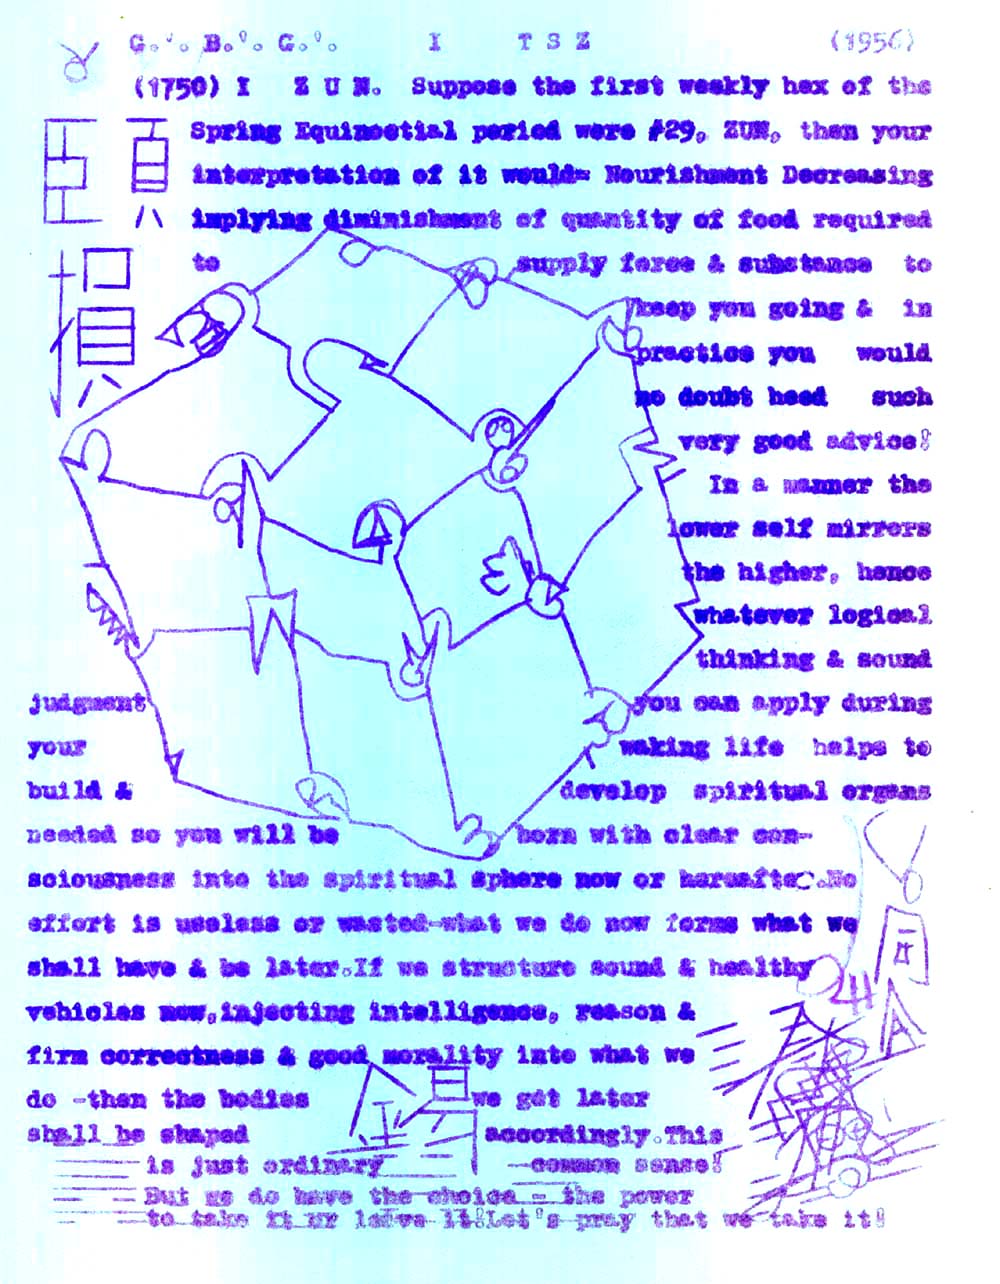 G.'. B.'. G.'. I T S Z (1956)
(1750) I Z U N. Suppose the first weekly hex of the
Spring Equinoctial period were #29, ZUN, then your
interpretation of it would= Nourishment Decreasing
implying diminishment of quantity of food required
to supply force & substance to
keep you going & in
practice you would
no doubt heed such
very good advice!
In a manner the
lower self mirrors
the higher, hence
whatever logical
thinking & sound
judgment you can apply during
your waking life helps to
build & develop spiritual organs
needed so you will be born with clear con-
sciousness into the spiritual sphere now or hereafter.No
effort is useless or wasted-what we do now forms what we
shall have & be later.If we structure sound & healthy
vehicles now,injecting intelligence, reason &
firm correctness & good morality into what we
do -then the bodies we get later
shall be shaped accordingly.This
is just ordinary common sense!
But we do have the choice = the power
to take it or leave it!Let's pray that we take it!